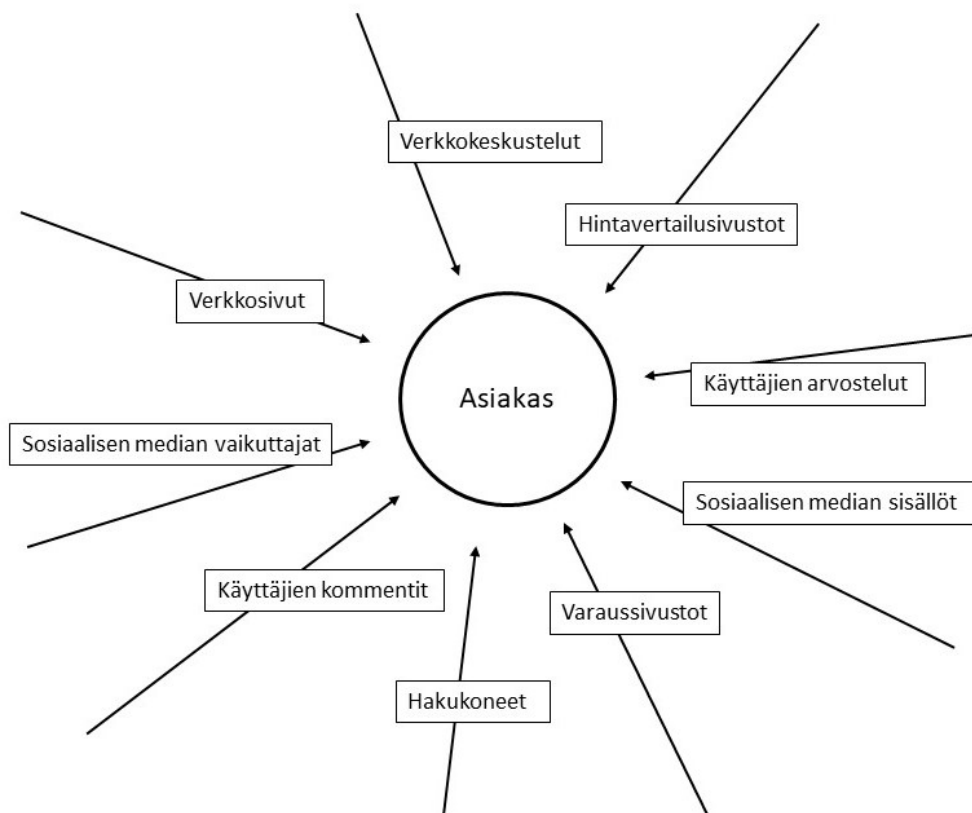 Verkkokeskustelut
Hintavertailusivustot
Verkkosivut
Käyttäjien arvostelut
Asiakas
Sosiaalisen median vaikuttajat
Sosiaalisen median sisällöt
Käyttäjien kommentit
Varaussivustot
Hakukoneet